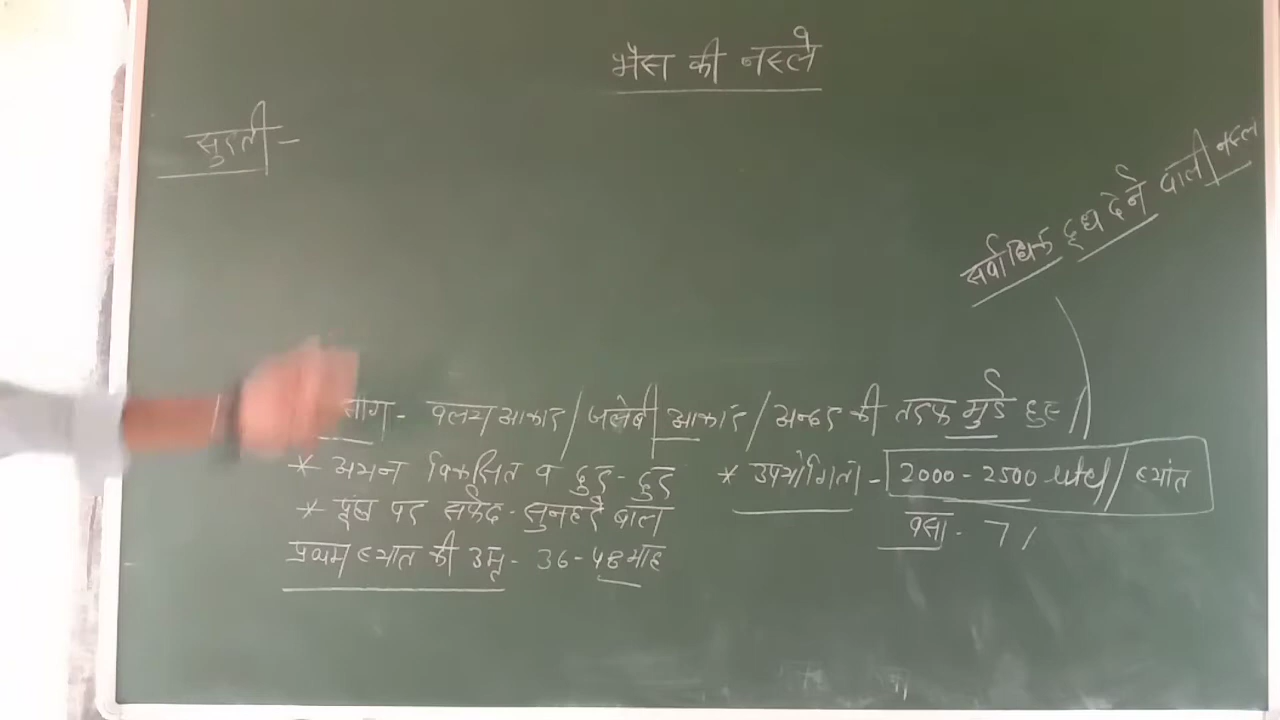 भैस की नस्ले
सुरती -
सर्वाधिक दूध देने वाली नस्ल
सींग - वलय आकार / जलेबी आकार / अन्दर की तरफ मुडे हुए /
* अयन विकसित व दुर - दुर
* पूंछ पर सफेद - सुनहरे बाल
प्रथम ब्यांत की उम्र - 36 - 48 माह
* उपयोगिता - 2000 - 2500 / ब्यांत
वसा - 7 /